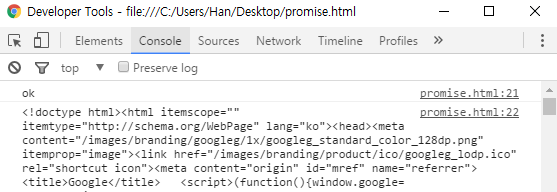 Developer Tools - file:///C:/Users/Han/Desktop/promise.html
Elements Console Sources Network Timeline Profiles »
top Preserve log
ok promise.html:21
<!doctype html><html itemscope="" promise.html:22
itemtype="http://schema.org/WebPage" lang="ko"><head><meta
content="/images/branding/googleg/1x/googleg_standard_color_128dp.png"
itemprop="image"><link href="/images/branding/product/ico/googleg_lodp.ico"
rel="shortcut icon"><meta content="origin" id="mref" name="referrer">
<title>Google</title> <script>(function(){window.google=